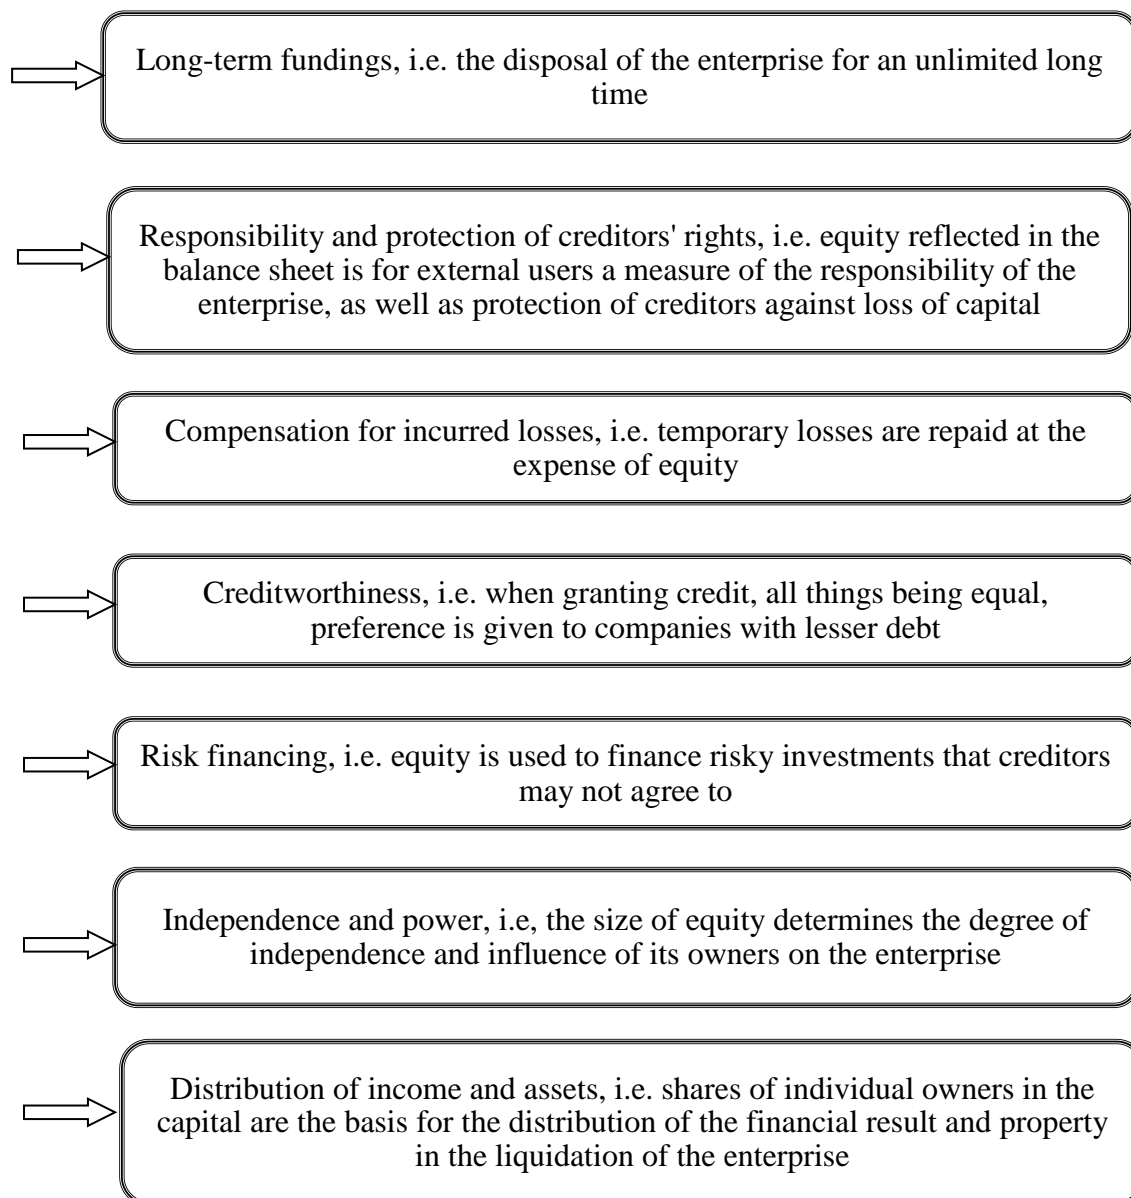 Long-term fundings, i.e. the disposal of the enterprise for an unlimited long
time
Responsibility and protection of creditors' rights, i.e. equity reflected in the
balance sheet is for external users a measure of the responsibility of the
enterprise, as well as protection of creditors against loss of capital
Compensation for incurred losses, i.e. temporary losses are repaid at the
expense of equity
Creditworthiness, i.e. when granting credit, all things being equal,
preference is given to companies with lesser debt
Risk financing, i.e. equity is used to finance risky investments that creditors
may not agree to
Independence and power, i.e, the size of equity determines the degree of
independence and influence of its owners on the enterprise
Distribution of income and assets, i.e. shares of individual owners in the
capital are the basis for the distribution of the financial result and property
in the liquidation of the enterprise